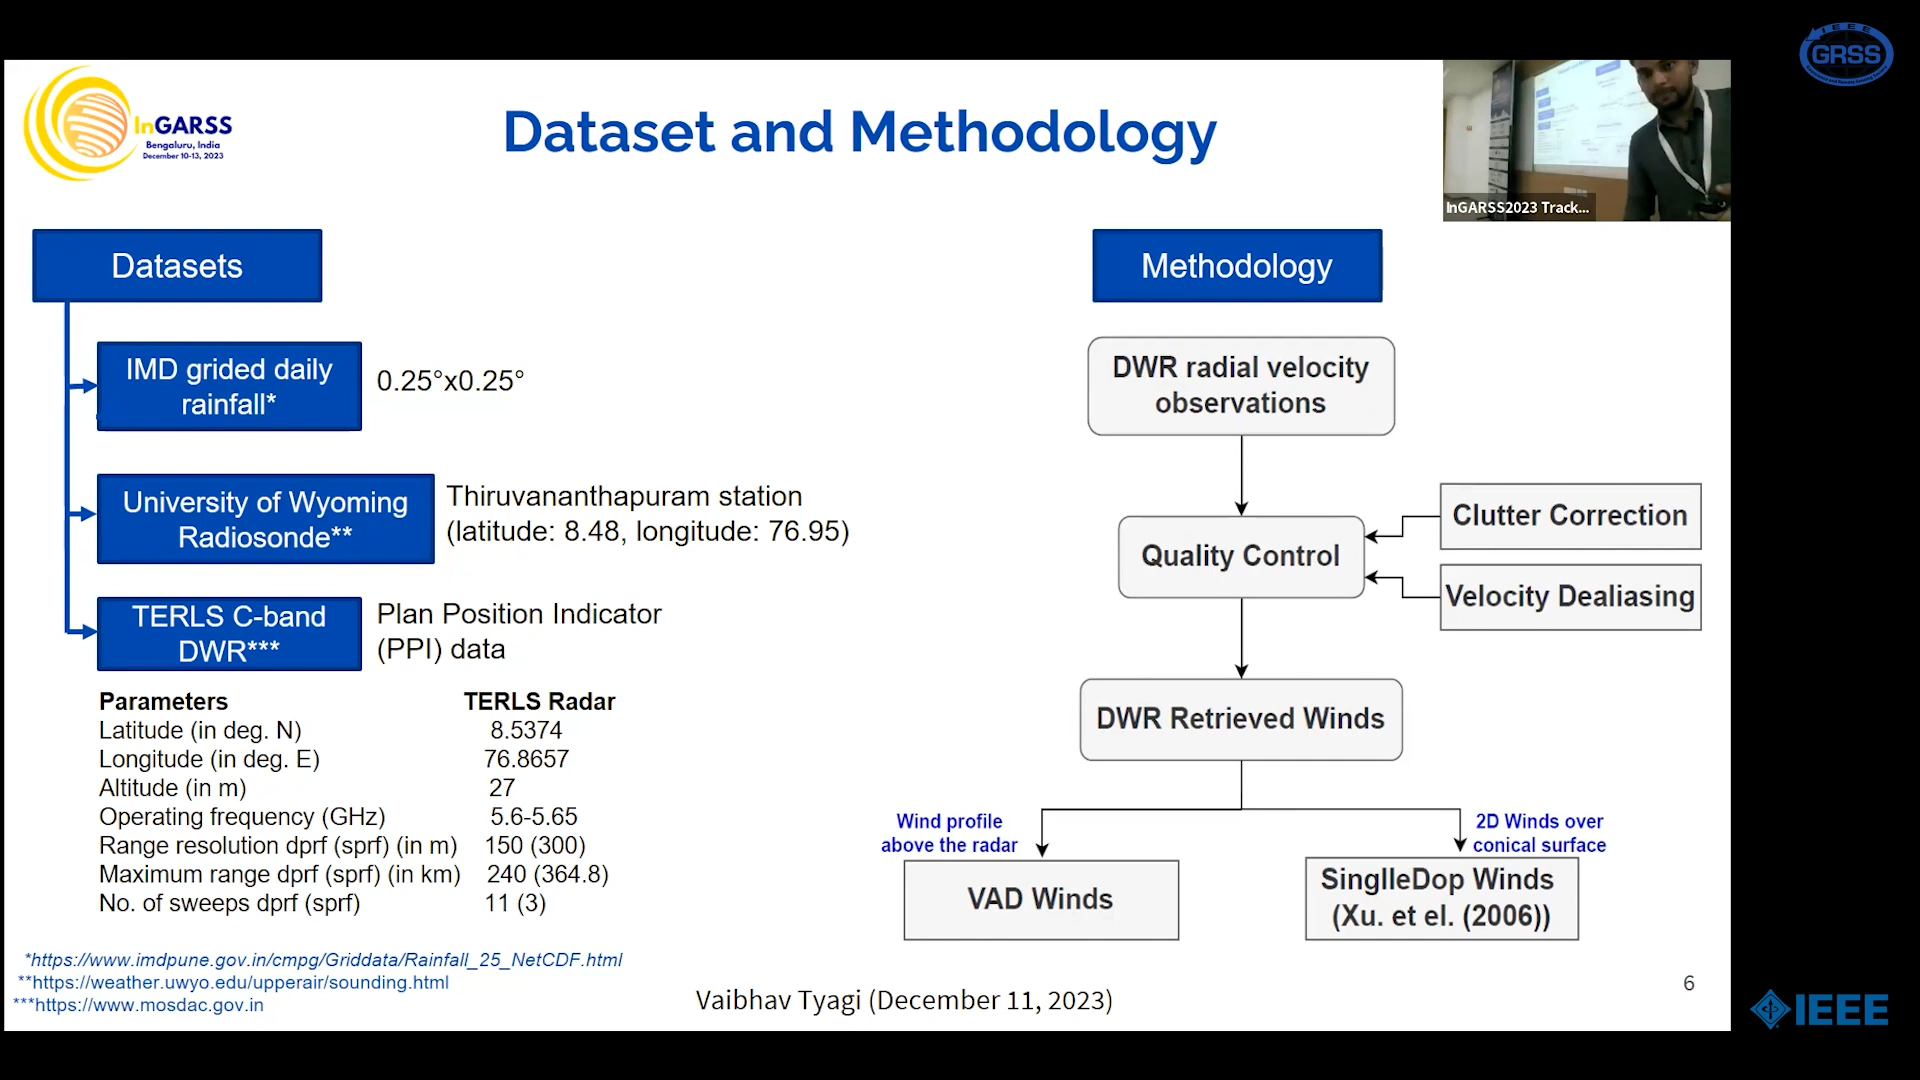 IEEE
GRSS
InGARSS
Bengaluru, India
December 10-13, 2023
Dataset and Methodology
InGARSS2023 Track...
Datasets
IMD grided daily
rainfall*
0.25°x0.25°
University of Wyoming
Radiosonde**
Thiruvananthapuram station
(latitude: 8.48, longitude: 76.95)
TERLS C-band
DWR***
Plan Position Indicator
(PPI) data
Parameters TERLS Radar
Latitude (in deg. N) 8.5374
Longitude (in deg. E) 76.8657
Altitude (in m) 27
Operating frequency (GHz) 5.6-5.65
Range resolution dprf (sprf) (in m) 150 (300)
Maximum range dprf (sprf) (in km) 240 (364.8)
No. of sweeps dprf (sprf) 11 (3)
*https://www.imdpune.gov.in/cmpg/Griddata/Rainfall_25_NetCDF.html
**https://weather.uwyo.edu/upperair/sounding.html
***https://www.mosdac.gov.in
Methodology
DWR radial velocity
observations
Quality Control
Clutter Correction
Velocity Dealiasing
DWR Retrieved Winds
Wind profile
above the radar
2D Winds over
conical surface
VAD Winds
SinglleDop Winds
(Xu. et el. (2006))
Vaibhav Tyagi (December 11, 2023)
6
IEEE